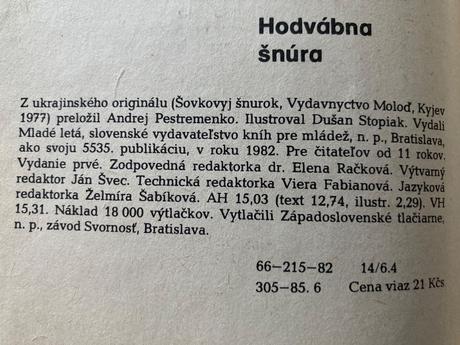 Hodvábna
šnúra
Z ukrajinského originálu (Šovkovyj šnurok, Vydavnyctvo Moloď, Kyjev
1977) preložil Andrej Pestremenko. Ilustroval Dušan Stopiak. Vydali
Mladé letá, slovenské vydavateľstvo kníh pre mládež, n. p., Bratislava,
ako svoju 5535. publikáciu, v roku 1982. Pre čitateľov od 11 rokov.
Vydanie prvé. Zodpovedná redaktorka dr. Elena Račková. Výtvarný
redaktor Ján Švec. Technická redaktorka Viera Fabianová. Jazyková
redaktorka Želmíra Šabíková. AH 15,03 (text 12,74, ilustr. 2,29). VH
15,31. Náklad 18 000 výtlačkov. Vytlačili Západoslovenské tlačiarne,
n. p., závod Svornosť, Bratislava.
66–215–82 14/6.4
305–85. 6 Cena viaz 21 Kčs